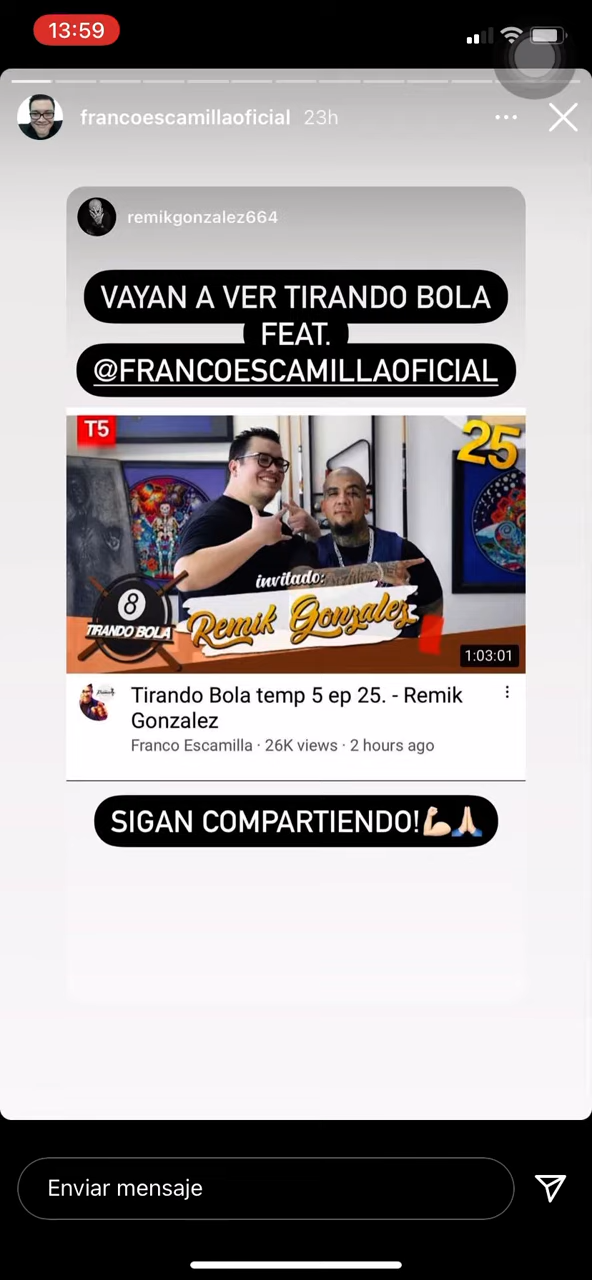 13:59
francoescamillaoficial 23h
remikgonzalez664
VAYAN A VER TIRANDO BOLA
FEAT.
@FRANCOESCAMILLAOFICIAL
T5
25
invitado:
8
TIRANDO BOLA
Remik Gonzalez
1:03:01
Tirando Bola temp 5 ep 25. - Remik
Gonzalez
Franco Escamilla · 26K views · 2 hours ago
SIGAN COMPARTIENDO!💪🏻🙏🏻
Enviar mensaje